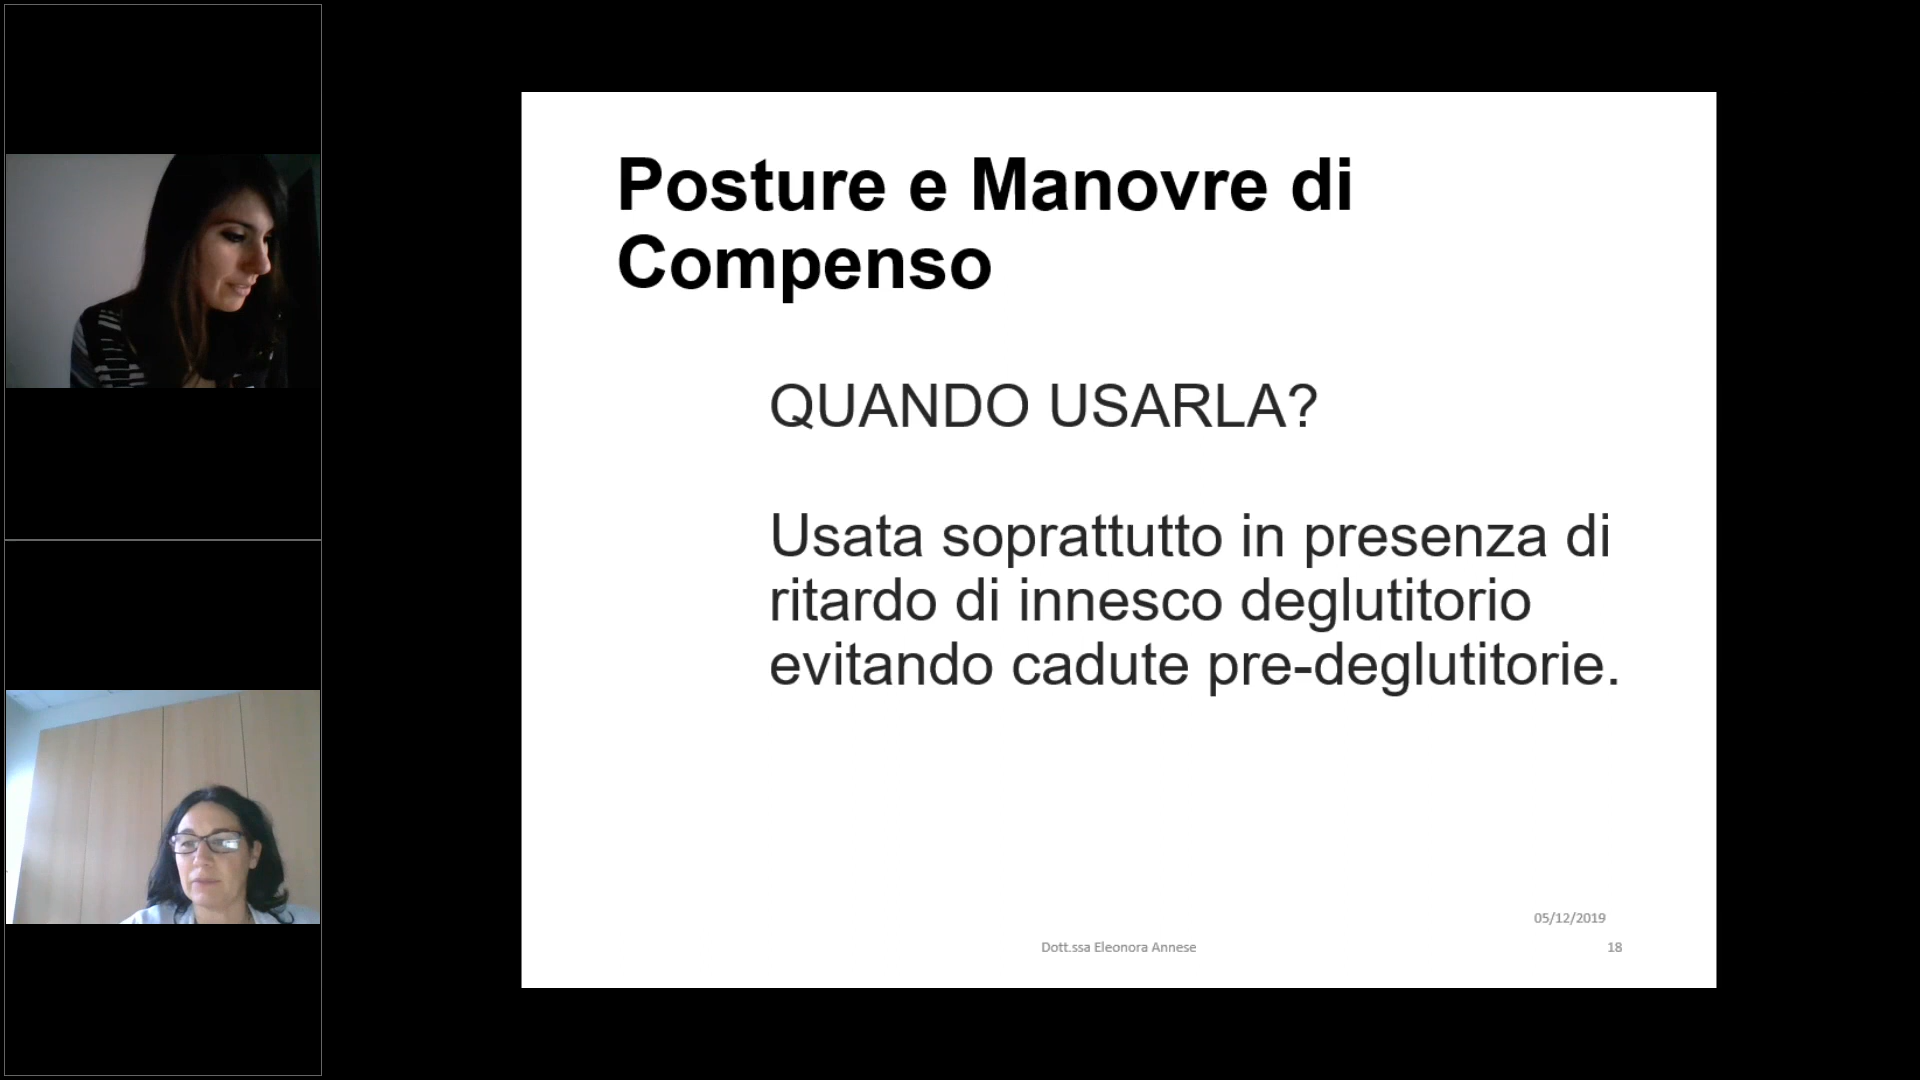 Posture e Manovre di
Compenso
QUANDO USARLA?
Usata soprattutto in presenza di
ritardo di innesco deglutitorio
evitando cadute pre-deglutitorie.
05/12/2019
Dott.ssa Eleonora Annese
18